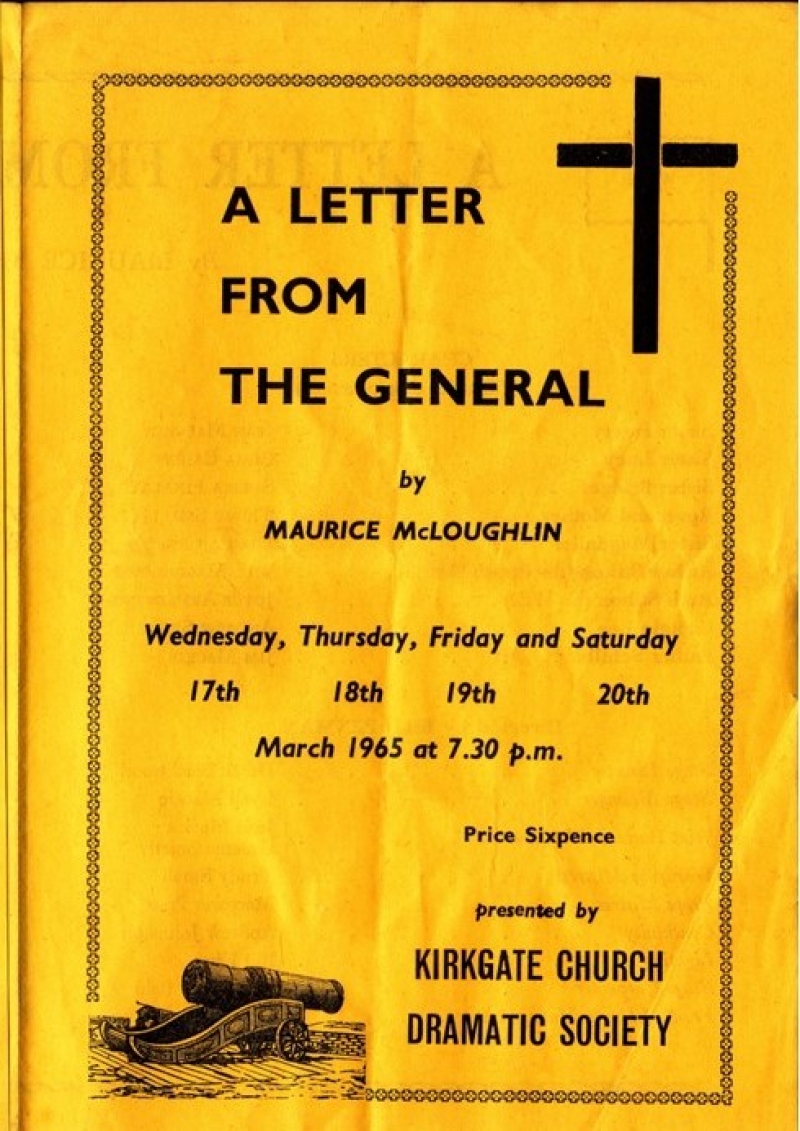 A LETTER
FROM
THE GENERAL
by
MAURICE McLOUGHLIN
Wednesday, Thursday, Friday and Saturday
17th 18th 19th 20th
March 1965 at 7.30 p.m.
Price Sixpence
presented by
KIRKGATE CHURCH
DRAMATIC SOCIETY